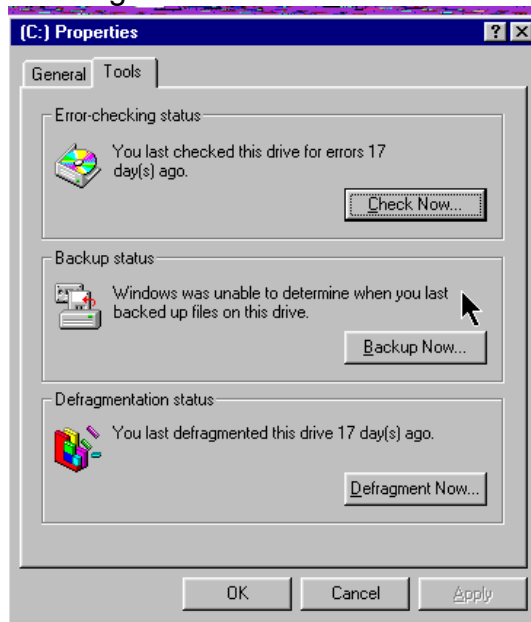 (C:) Properties
General Tools
Error-checking status
You last checked this drive for errors 17
day(s) ago.
Check Now...
Backup status
Windows was unable to determine when you last
backed up files on this drive.
Backup Now...
Defragmentation status
You last defragmented this drive 17 day(s) ago.
Defragment Now...
OK Cancel Apply